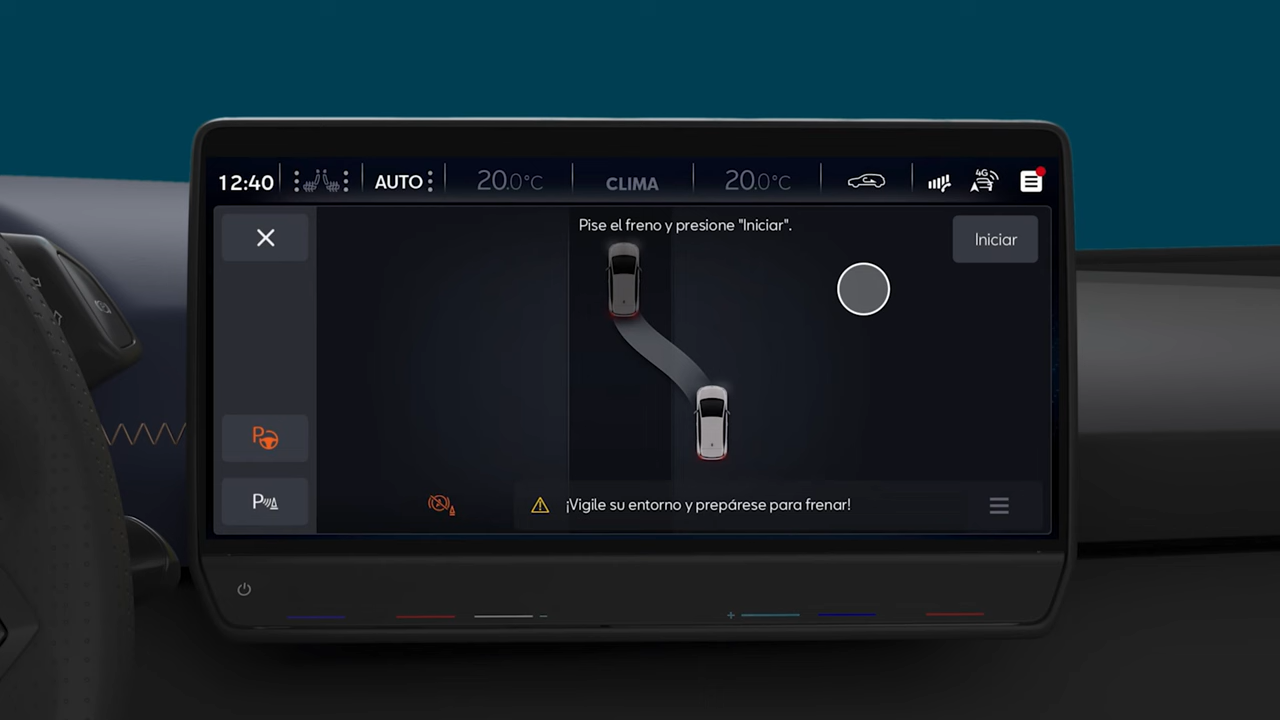 12:40
AUTO
20.0°C
CLIMA
20.0°C
4G
Pise el freno y presione "Iniciar".
Iniciar
P
P
¡Vigile su entorno y prepárese para frenar!